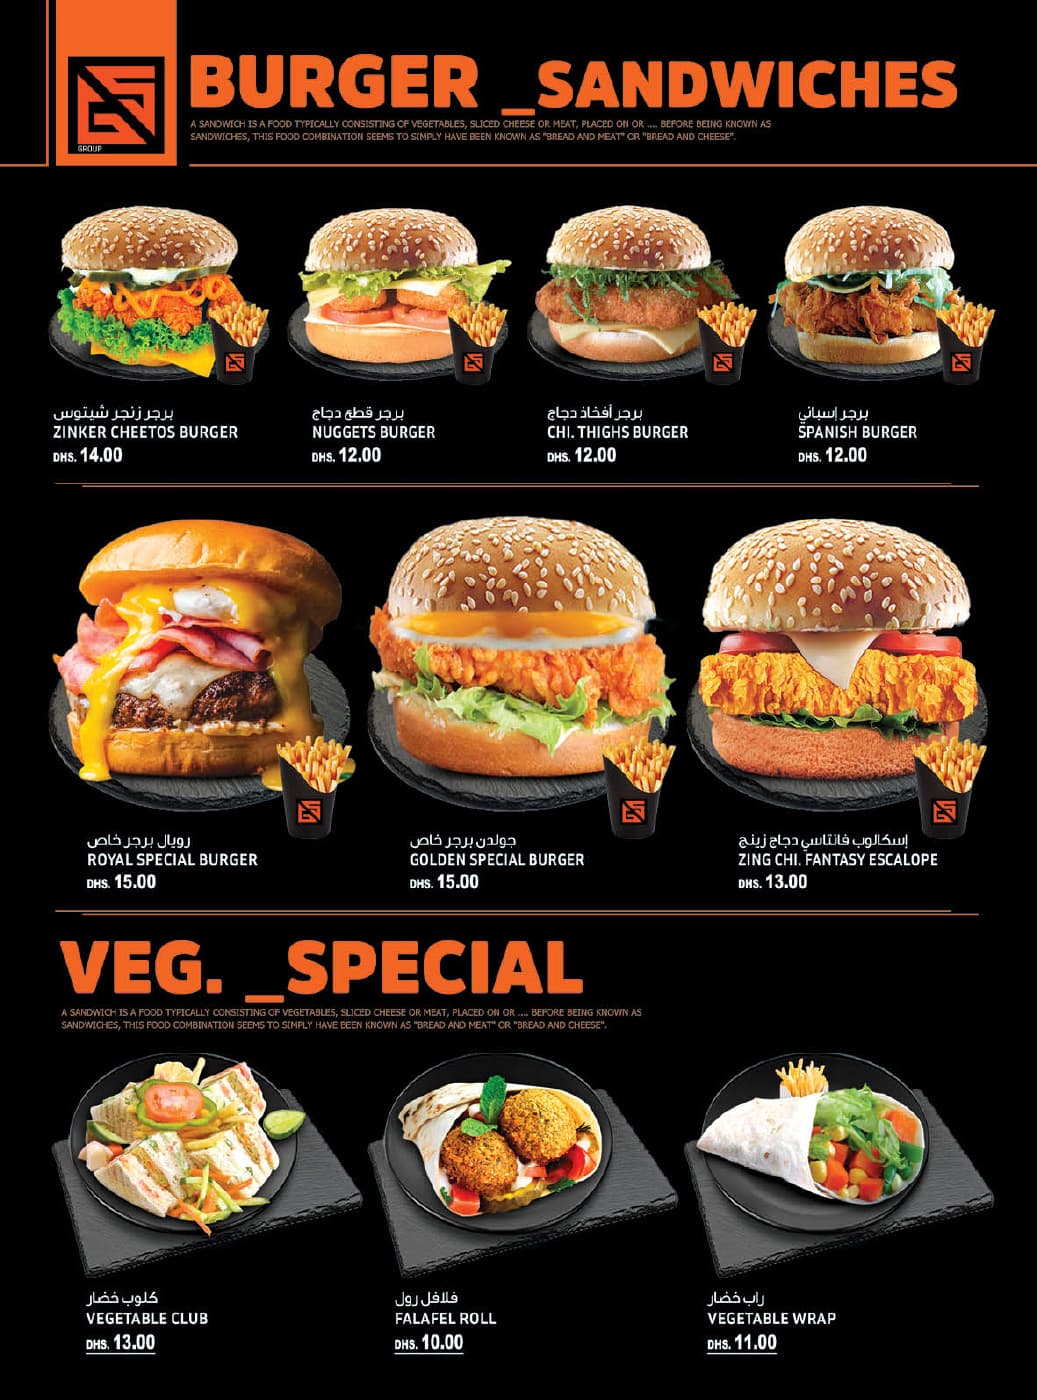 BURGER _SANDWICHES
A SANDWICH IS A FOOD TYPICALLY CONSISTING OF VEGETABLES, SLICED CHEESE OR MEAT, PLACED ON OR .... BEFORE BEING KNOWN AS
SANDWICHES, THIS FOOD COMBINATION SEEMS TO SIMPLY HAVE BEEN KNOWN AS "BREAD AND MEAT" OR "BREAD AND CHEESE".
GROUP
برجر زنجر شيتوس
ZINKER CHEETOS BURGER
DHS. 14.00
برجر قطع دجاج
NUGGETS BURGER
DHS. 12.00
برجر أفخاذ دجاج
CHI. THIGHS BURGER
DHS. 12.00
برجر إسباني
SPANISH BURGER
DHS. 12.00
رويال برجر خاص
ROYAL SPECIAL BURGER
DHS. 15.00
جولدن برجر خاص
GOLDEN SPECIAL BURGER
DHS. 15.00
إسكالوب فانتاسي دجاج زينج
ZING CHI. FANTASY ESCALOPE
DHS. 13.00
VEG. _SPECIAL
A SANDWICH IS A FOOD TYPICALLY CONSISTING OF VEGETABLES, SLICED CHEESE OR MEAT, PLACED ON OR .... BEFORE BEING KNOWN AS
SANDWICHES, THIS FOOD COMBINATION SEEMS TO SIMPLY HAVE BEEN KNOWN AS "BREAD AND MEAT" OR "BREAD AND CHEESE".
كلوب خضار
VEGETABLE CLUB
DHS. 13.00
فلافل رول
FALAFEL ROLL
DHS. 10.00
راب خضار
VEGETABLE WRAP
DHS. 11.00